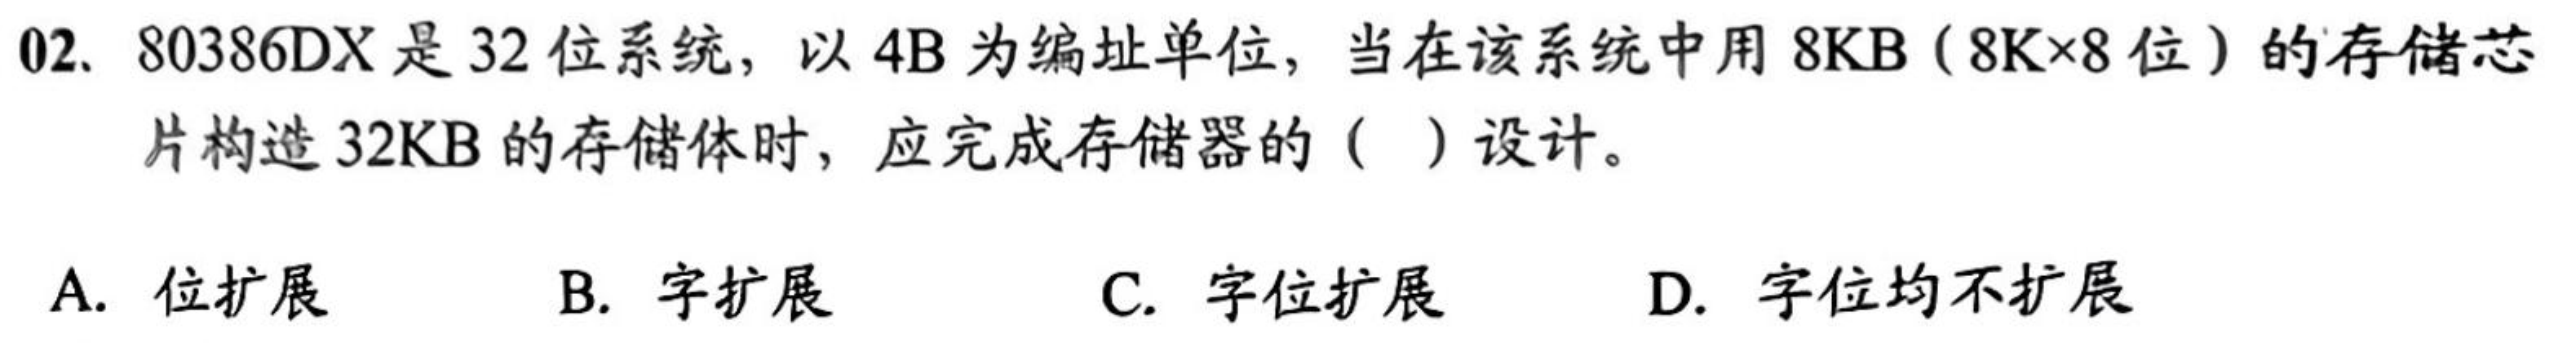 02. 80386DX 是 32 位系统，以 4B 为编址单位，当在该系统中用 8KB（8K×8 位）的存储芯
片构造 32KB 的存储体时，应完成存储器的（ ）设计。
A. 位扩展 B. 字扩展 C. 字位扩展 D. 字位均不扩展